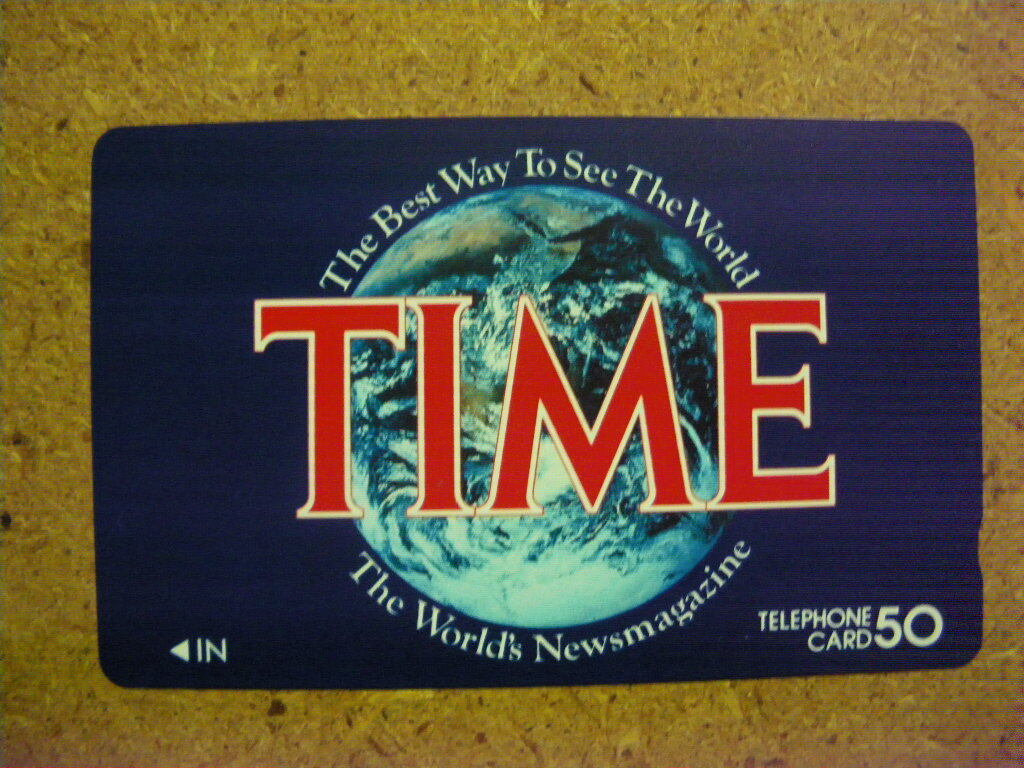 The Best Way To See The World
TIME
The World's Newsmagazine
TELEPHONE
CARD 50
◀IN